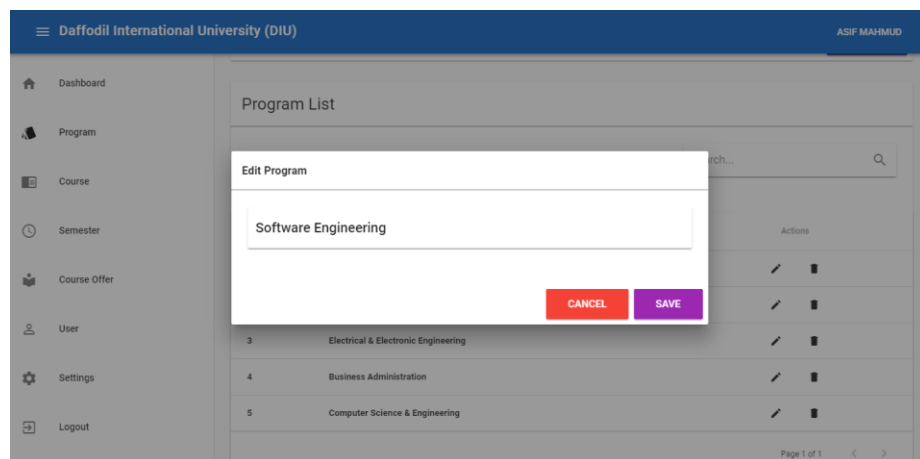 Daffodil International University (DIU)
ASIF MAHMUD
Dashboard
Program
Course
Semester
Course Offer
User
Settings
Logout
Program List
rch...
Edit Program
Software Engineering
CANCEL SAVE
Actions
3 Electrical & Electronic Engineering
4 Business Administration
5 Computer Science & Engineering
Page 1 of 1